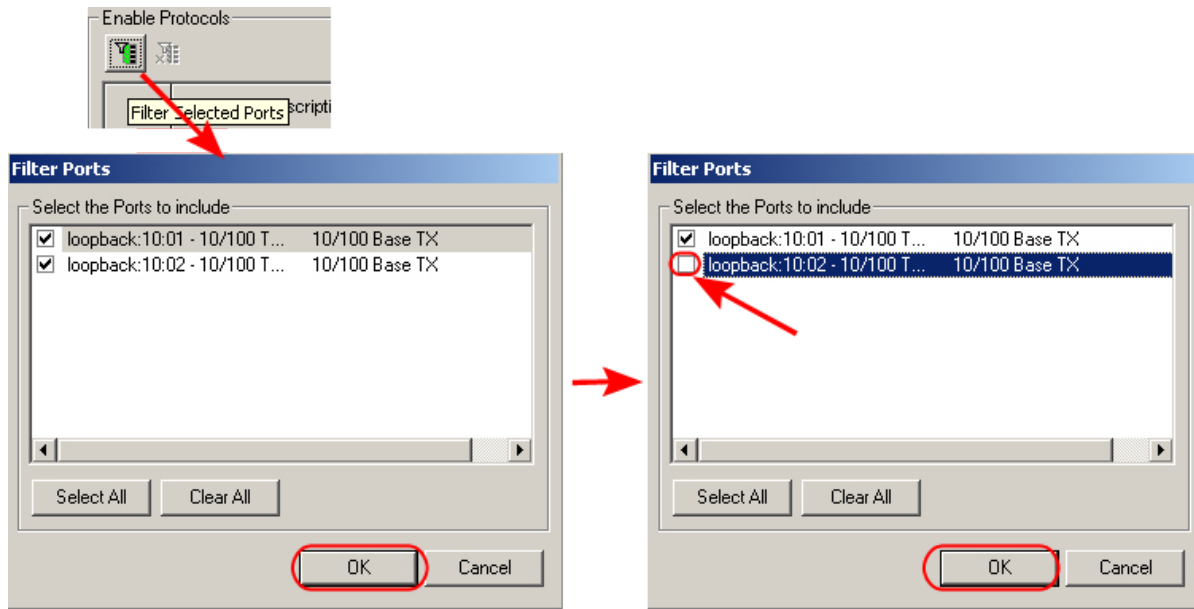 Enable Protocols
Filter Selected Ports
scripti
Filter Ports
Select the Ports to include
loopback:10:01 - 10/100 T... 10/100 Base TX
loopback:10:02 - 10/100 T... 10/100 Base TX
Select All Clear All
OK Cancel
Filter Ports
Select the Ports to include
loopback:10:01 - 10/100 T... 10/100 Base TX
loopback:10:02 - 10/100 T... 10/100 Base TX
Select All Clear All
OK Cancel